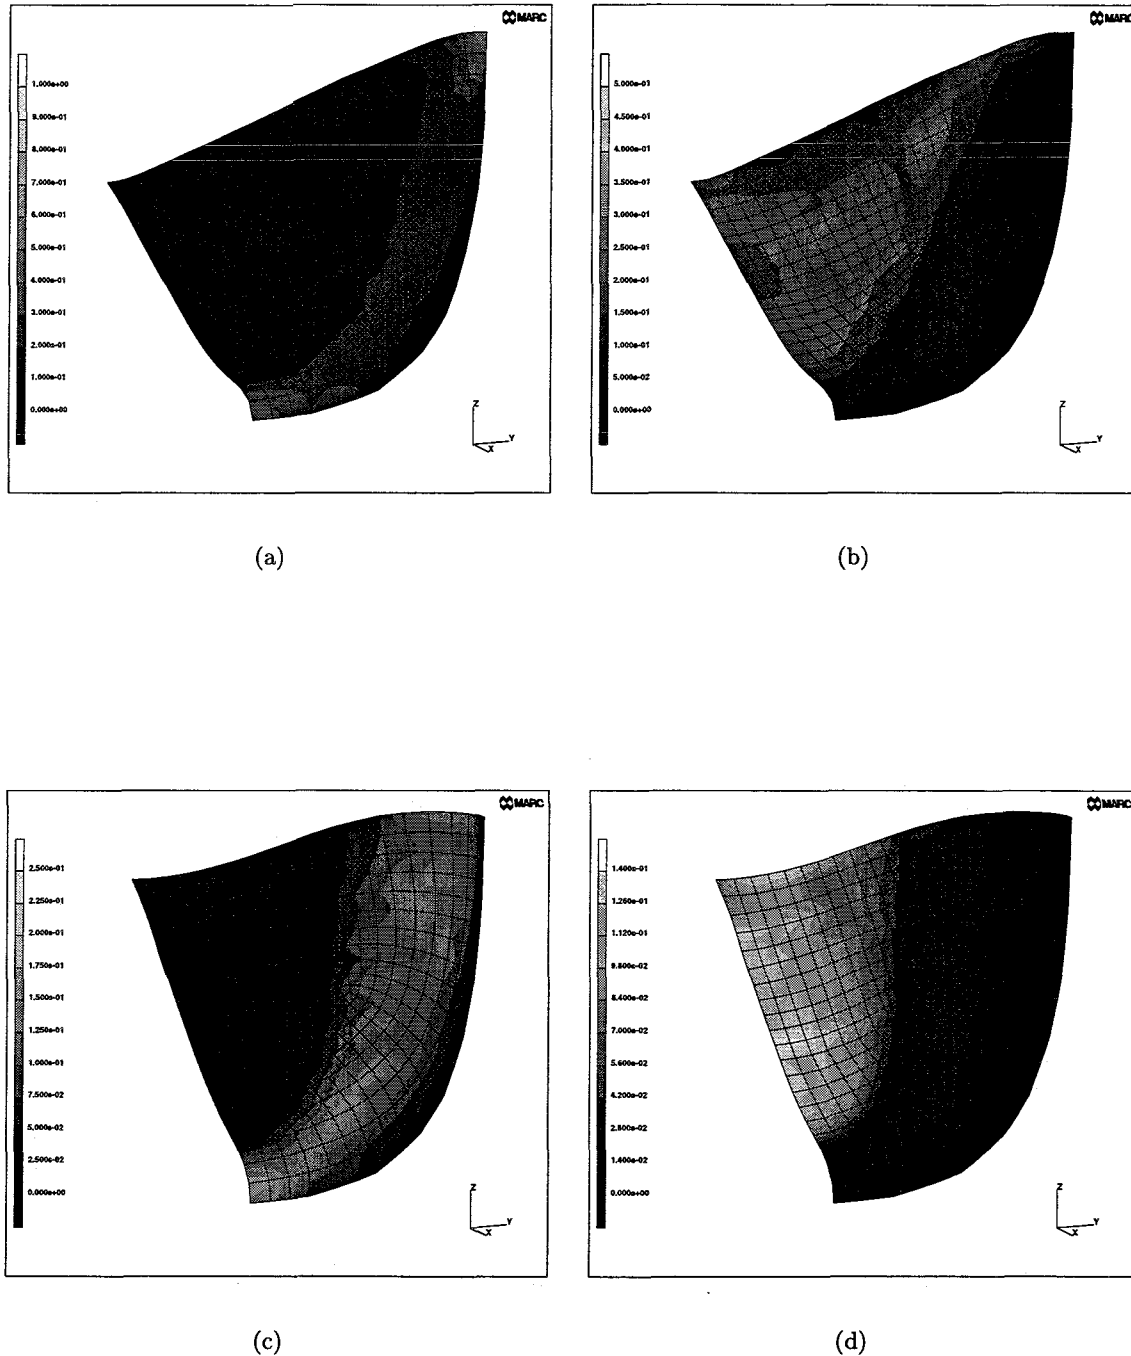 MARC
1.000e+00
9.000e-01
8.000e-01
7.000e-01
6.000e-01
5.000e-01
4.000e-01
3.000e-01
2.000e-01
1.000e-01
0.000e+00
Z
Y
X
(a)
MARC
5.000e-01
4.500e-01
4.000e-01
3.500e-01
3.000e-01
2.500e-01
2.000e-01
1.500e-01
1.000e-01
5.000e-02
0.000e+00
Z
Y
X
(b)
MARC
2.500e-01
2.250e-01
2.000e-01
1.750e-01
1.500e-01
1.250e-01
1.000e-01
7.500e-02
5.000e-02
2.500e-02
0.000e+00
Z
Y
X
(c)
MARC
1.400e-01
1.260e-01
1.120e-01
9.800e-02
8.400e-02
7.000e-02
5.600e-02
4.200e-02
2.800e-02
1.400e-02
0.000e+00
Z
Y
X
(d)